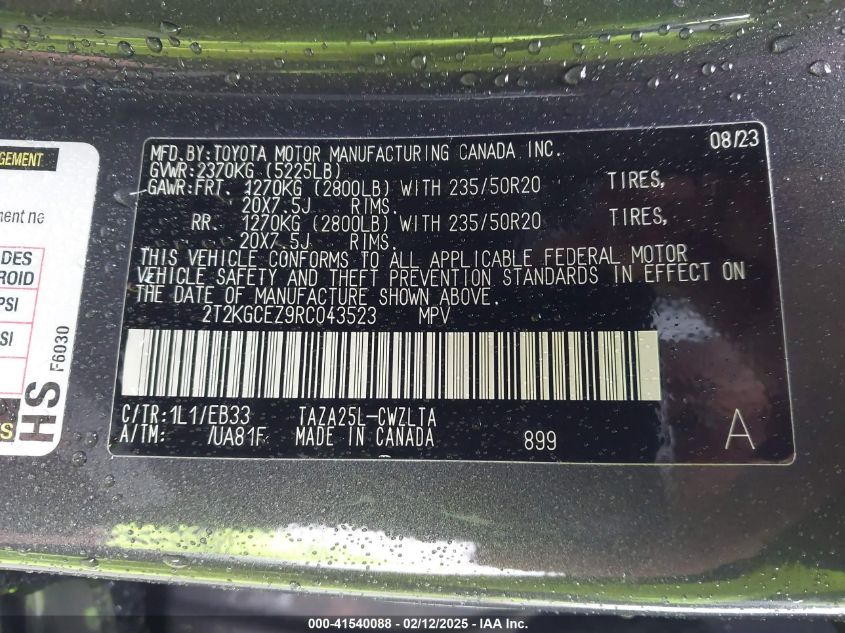 MFD.BY:TOYOTA MOTOR MANUFACTURING CANADA INC. 08/23
GVWR:2370KG (5225LB)
GAWR:FRT. 1270KG (2800LB) WITH 235/50R20 TIRES,
20X7.5J RIMS.
RR. 1270KG (2800LB) WITH 235/50R20 TIRES,
20X7.5J RIMS.
THIS VEHICLE CONFORMS TO ALL APPLICABLE FEDERAL MOTOR
VEHICLE SAFETY AND THEFT PREVENTION STANDARDS IN EFFECT ON
THE DATE OF MANUFACTURE SHOWN ABOVE.
2T2KGCEZ9RC043523 MPV
C/TR:1L1/EB33 TAZA25L-CWZLTA
A/TM: /UA81F MADE IN CANADA 899 A
GEMENT
ment ne
DES
ROID
PSI
SI
HS F6030
S
000-41540088 - 02/12/2025 - IAA Inc.